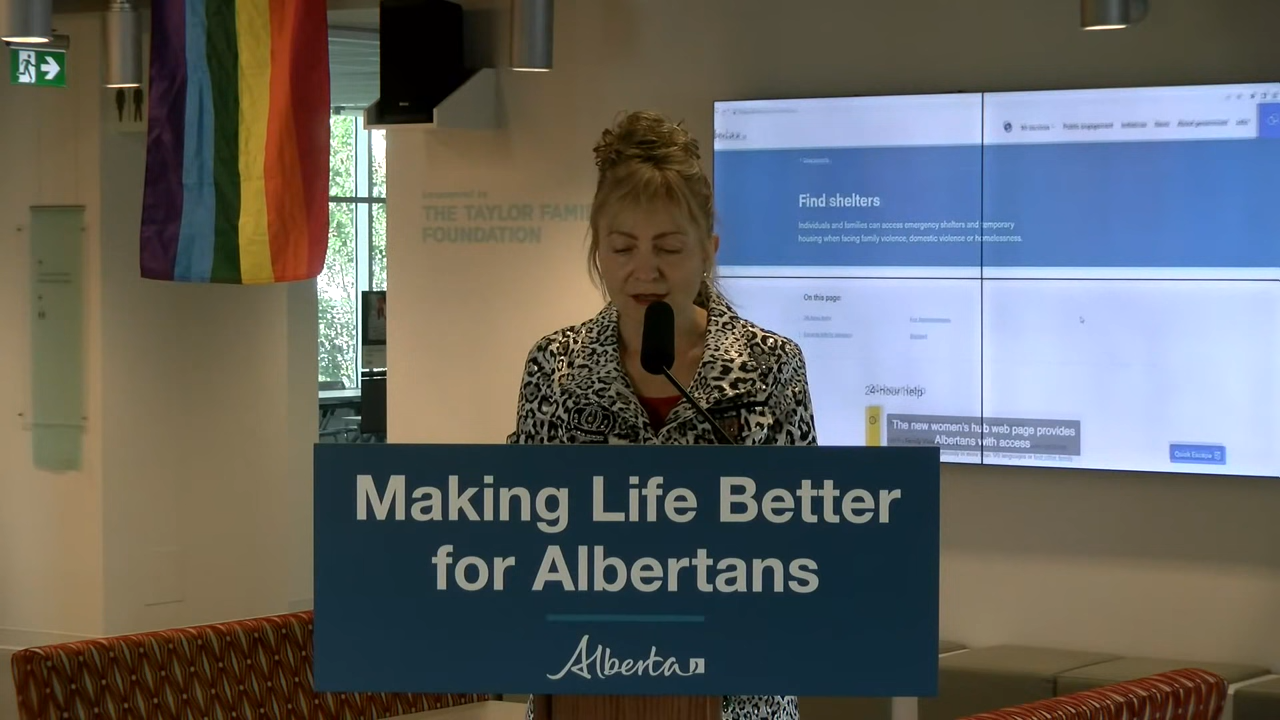 THE TAYLOR FAMI
FOUNDATION
Find shelters
Individuals and families can access emergency shelters and temporary
housing when facing family violence, domestic violence or homelessness.
On this page:
24-hour help
The new women's hub web page provides
Albertans with access
Quick Escape
Making Life Better
for Albertans
Alberta